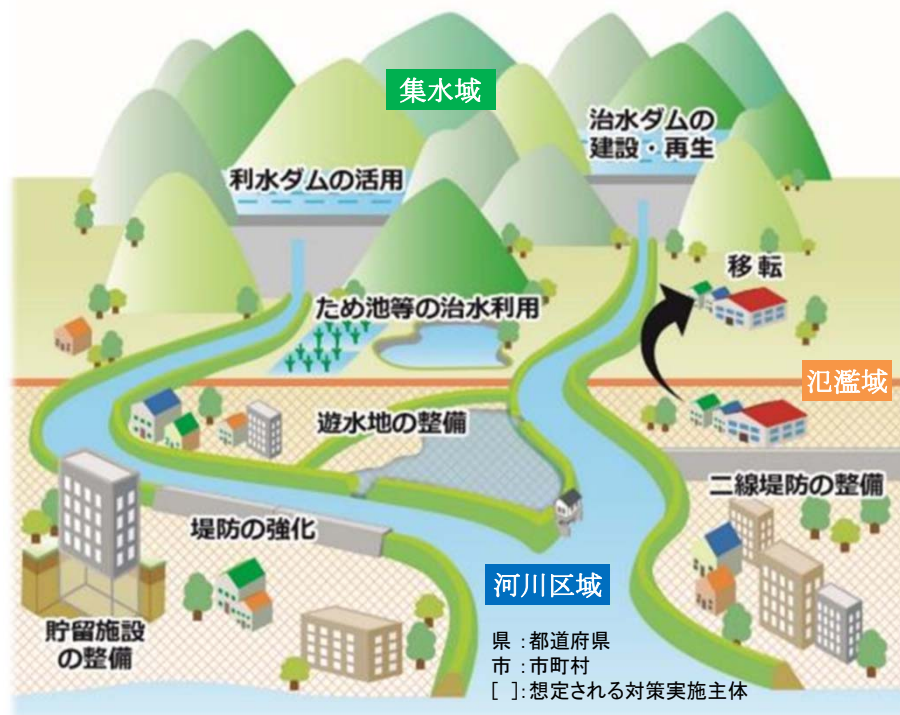 集水域
治水ダムの
建設・再生
利水ダムの活用
移転
ため池等の治水利用
氾濫域
遊水地の整備
二線堤防の整備
堤防の強化
河川区域
貯留施設
の整備
県：都道府県
市：市町村
[ ]：想定される対策実施主体